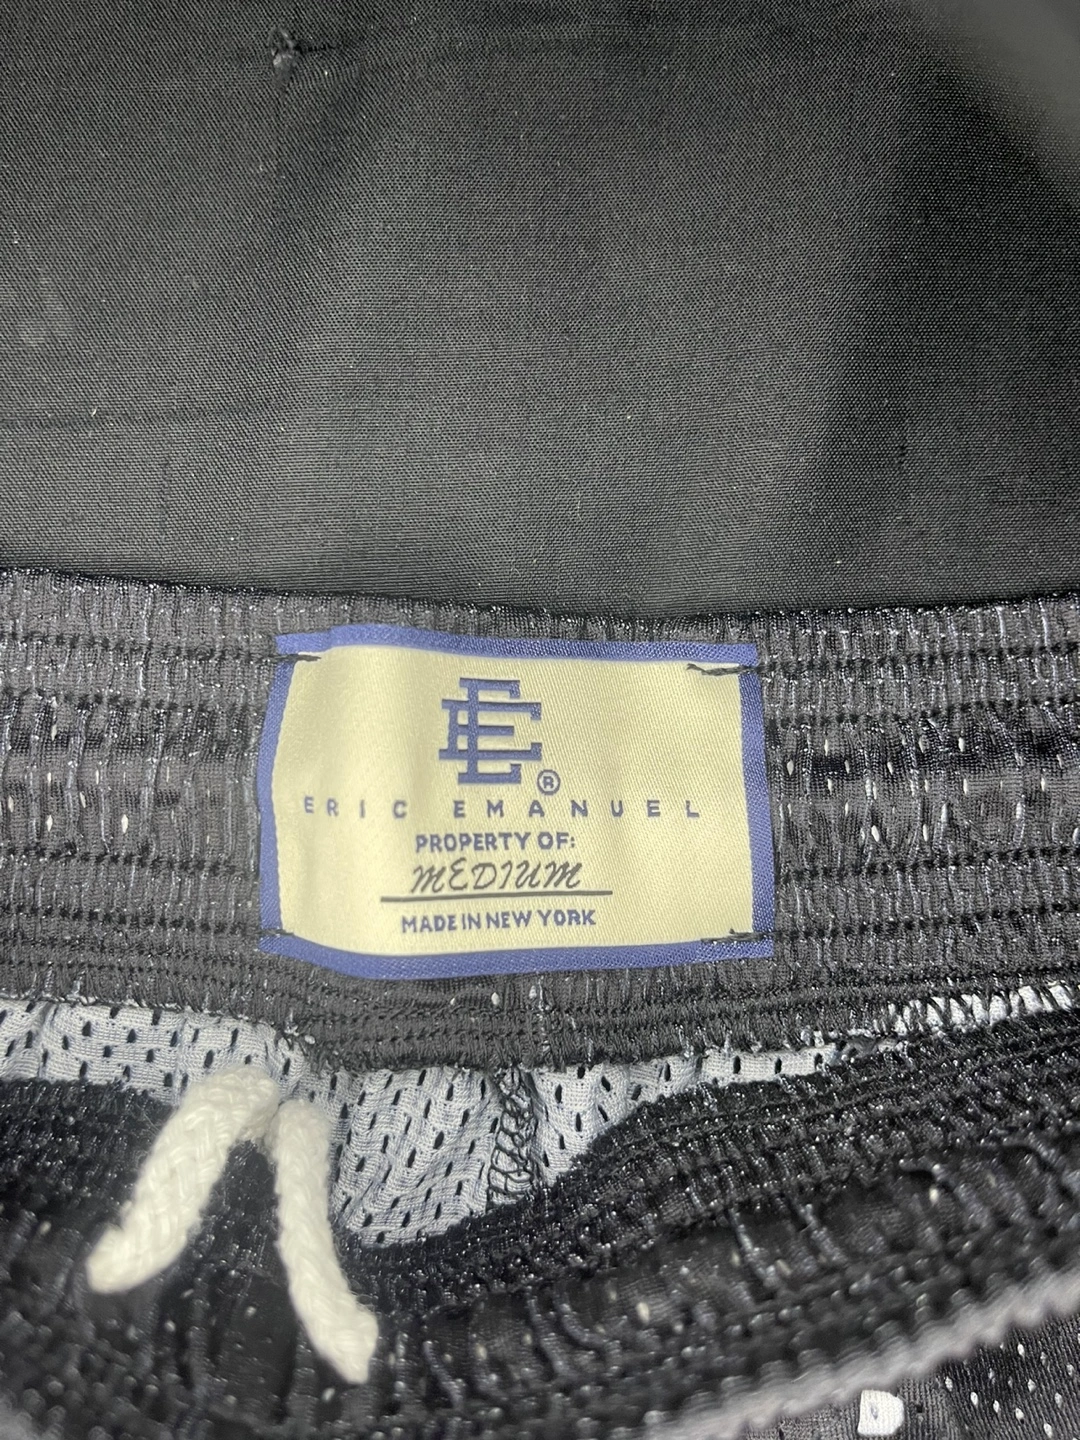 EE®
ERIC EMANUEL
PROPERTY OF:
MEDIUM
MADE IN NEW YORK